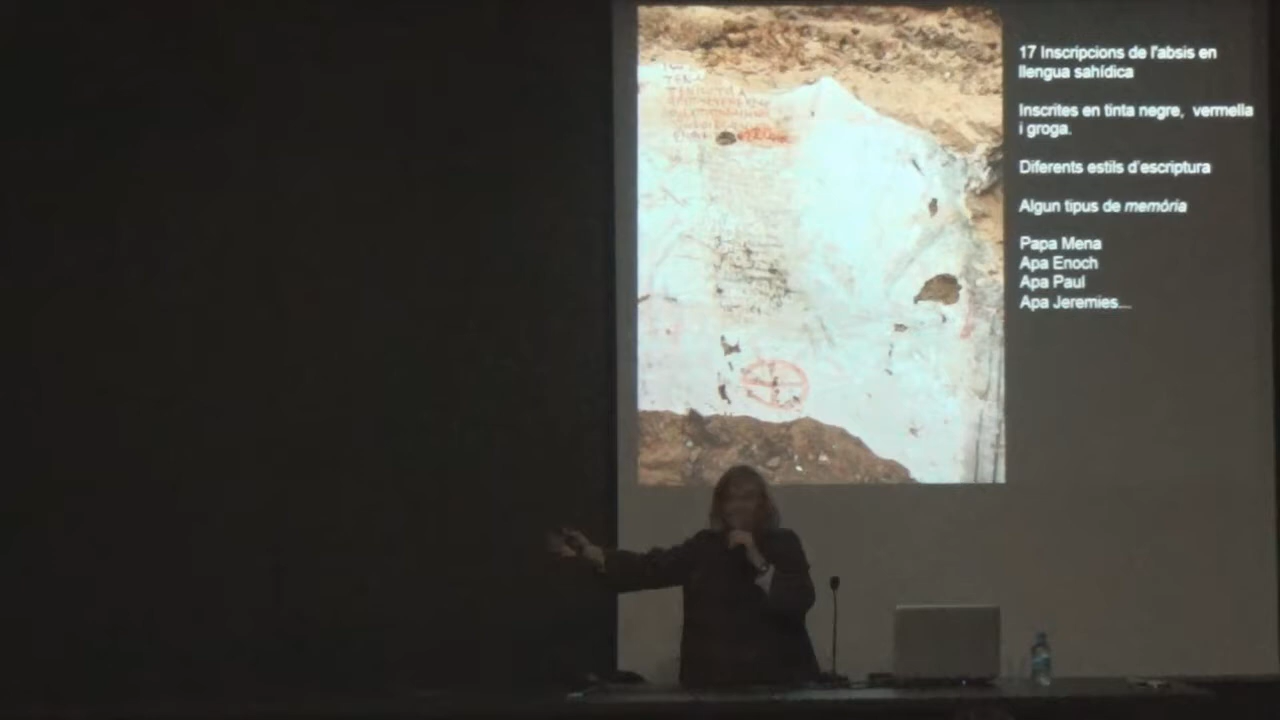 17 Inscripcions de l'absis en
llengua sahídica
Inscrites en tinta negre, vermella
i groga.
Diferents estils d'escriptura
Algun tipus de memória
Papa Mena
Apa Enoch
Apa Paul
Apa Jeremies...